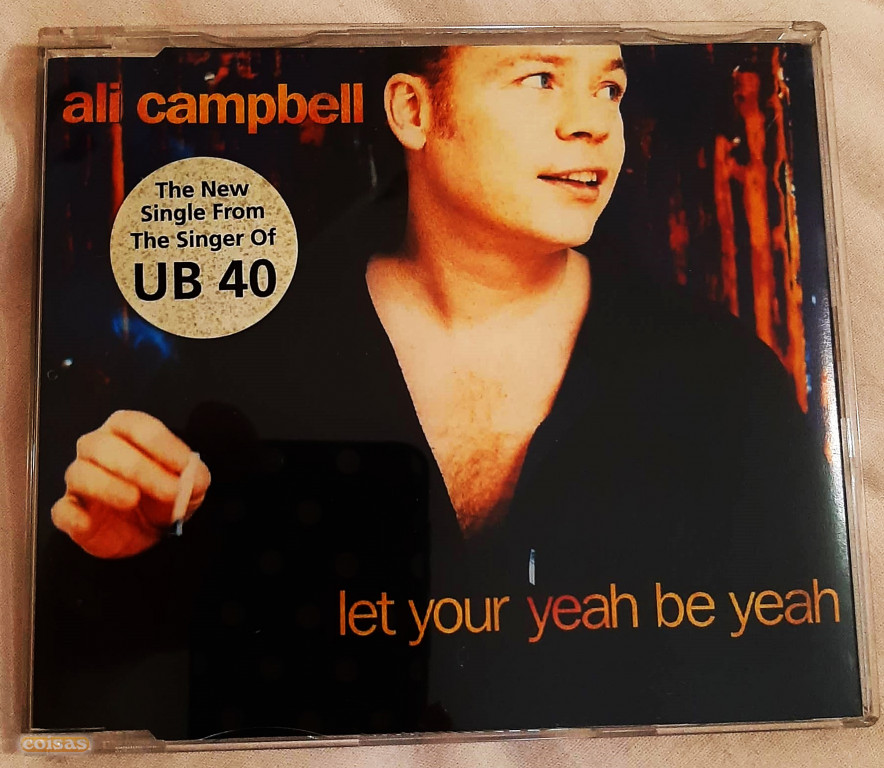 ali campbell
The New
Single From
The Singer Of
UB 40
let your yeah be yeah
coisas.